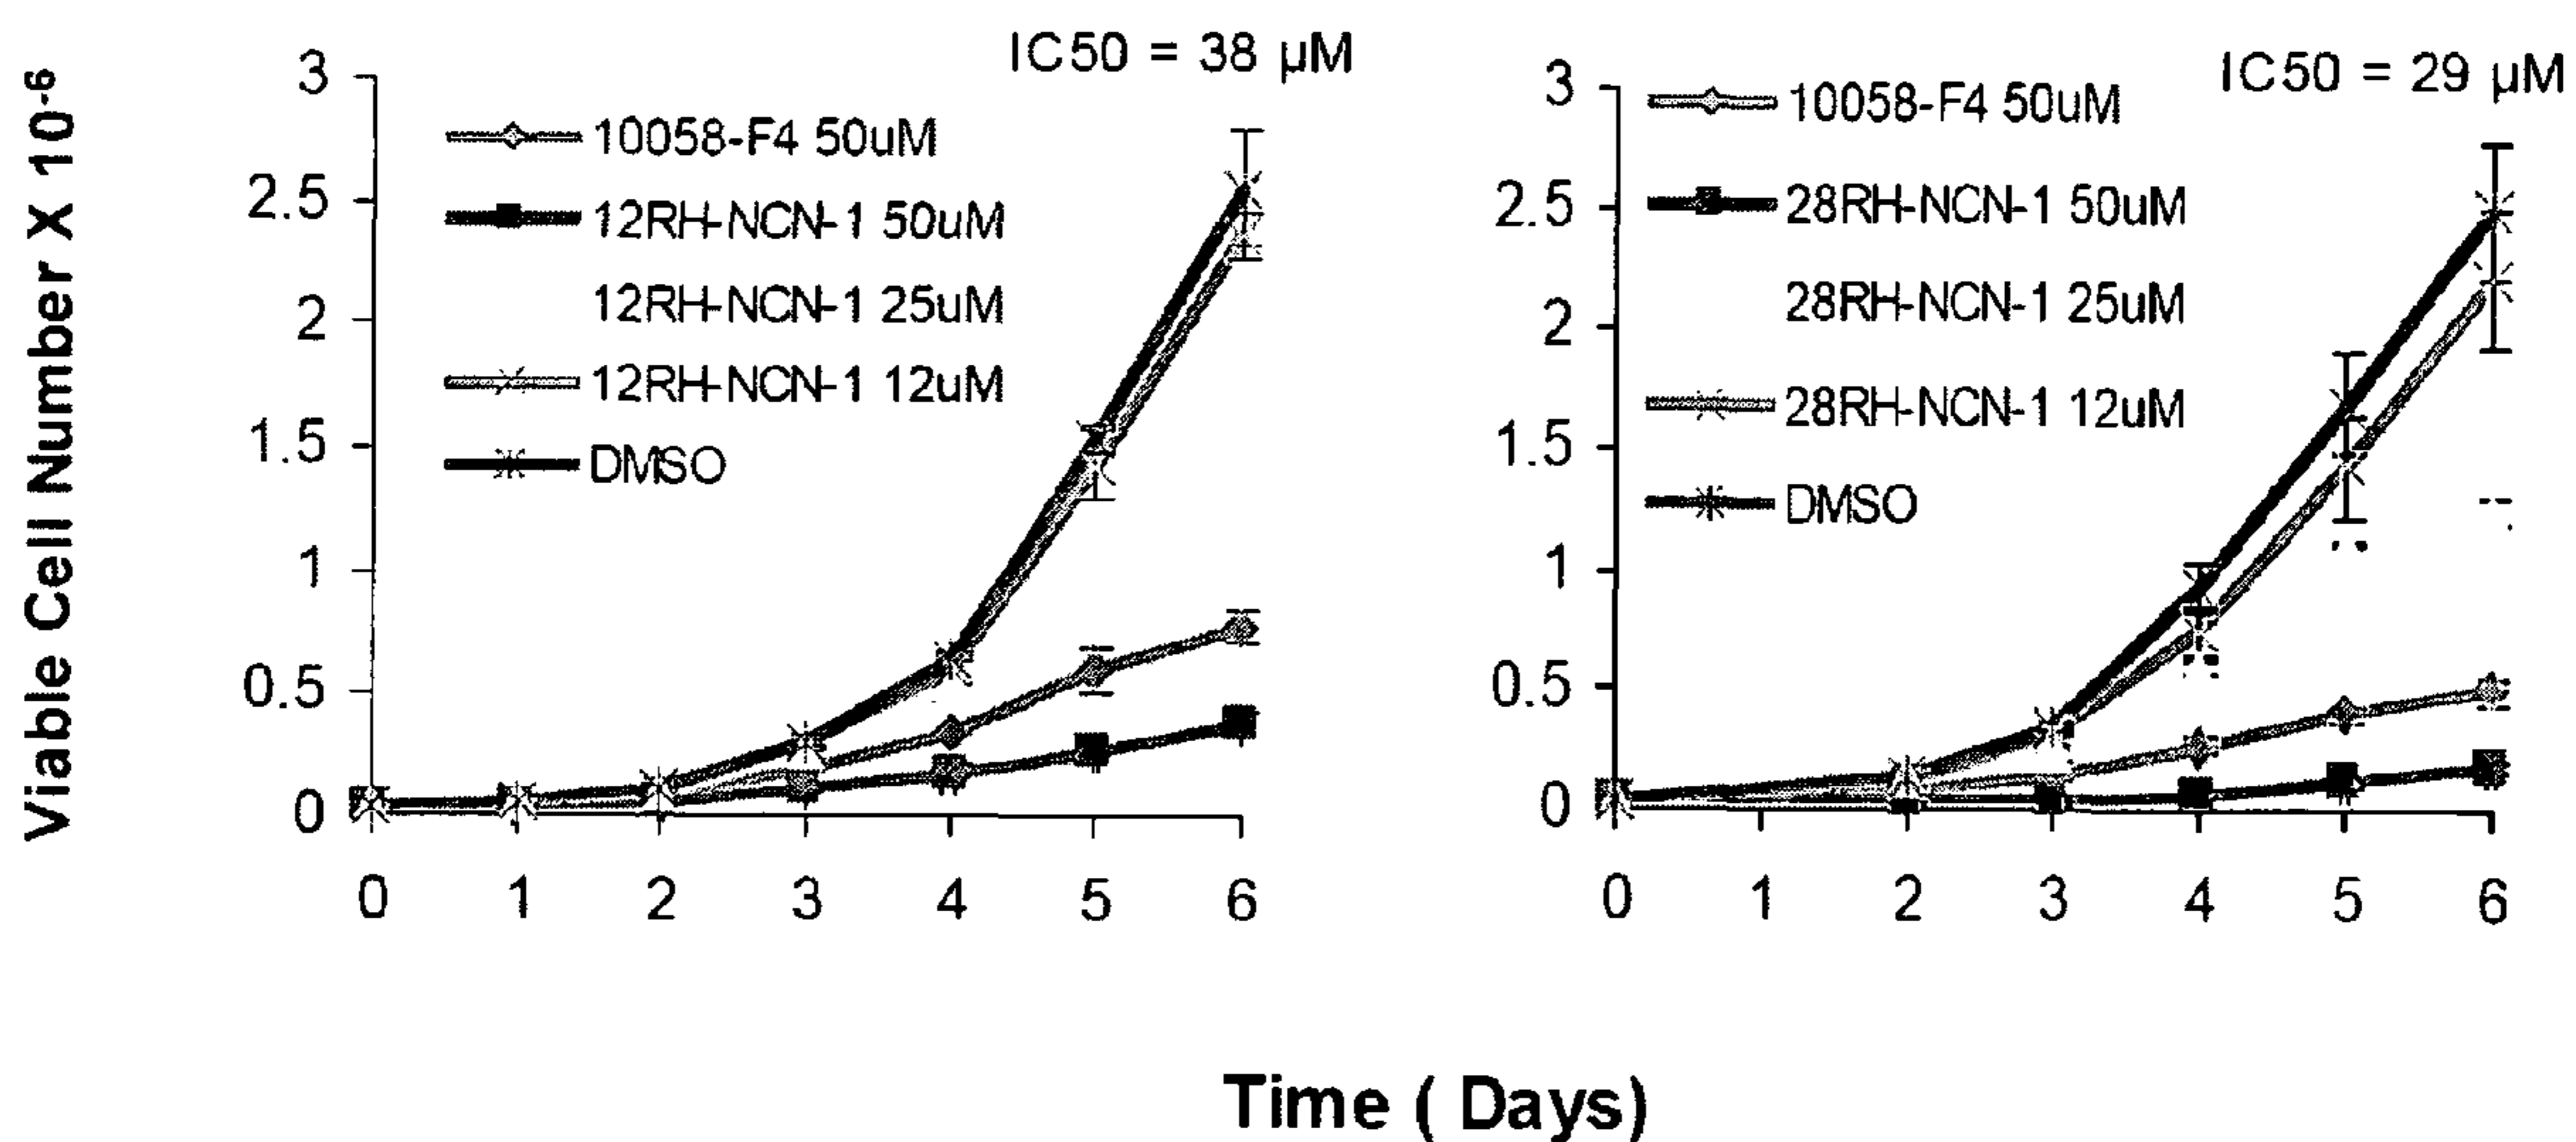 Viable Cell Number X 10-6
IC50 = 38 µM
3
2.5
2
1.5
1
0.5
0
10058-F4 50uM
12RH-NCN-1 50uM
12RH-NCN-1 25uM
12RH-NCN-1 12uM
DMSO
0 1 2 3 4 5 6
IC50 = 29 µM
3
2.5
2
1.5
1
0.5
0
10058-F4 50uM
28RH-NCN-1 50uM
28RH-NCN-1 25uM
28RH-NCN-1 12uM
DMSO
0 1 2 3 4 5 6
Time ( Days)